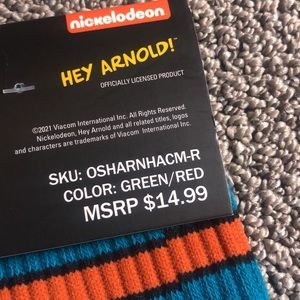 nickelodeon
HEY ARNOLD!™
OFFICIALLY LICENSED PRODUCT
©2021 Viacom International Inc. All Rights Reserved.
Nickelodeon, Hey Arnold and all related titles, logos
and characters are trademarks of Viacom International Inc.
SKU: OSHARNHACM-R
COLOR: GREEN/RED
MSRP $14.99